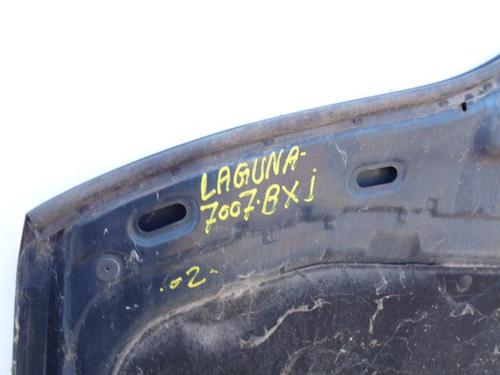 LAGUNA-
7007·BXj
.02-